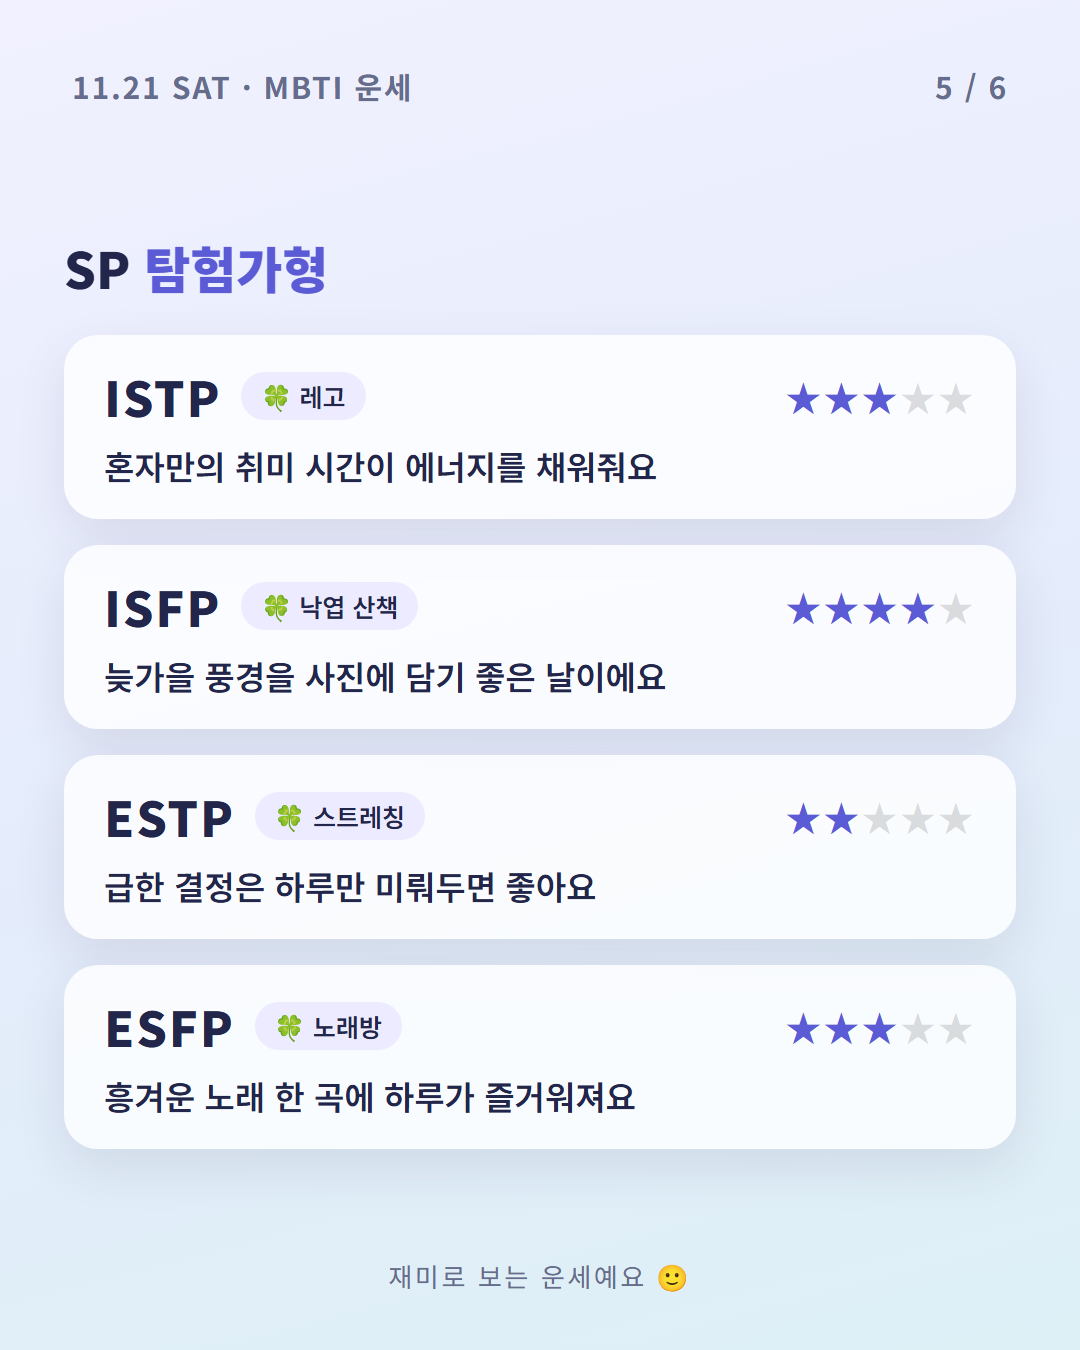 11.21 SAT · MBTI 운세
5 / 6
SP 탐험가형
ISTP 🍀 레고 ★★★★★
혼자만의 취미 시간이 에너지를 채워줘요
ISFP 🍀 낙엽 산책 ★★★★★
늦가을 풍경을 사진에 담기 좋은 날이에요
ESTP 🍀 스트레칭 ★★★★★
급한 결정은 하루만 미뤄두면 좋아요
ESFP 🍀 노래방 ★★★★★
흥겨운 노래 한 곡에 하루가 즐거워져요
재미로 보는 운세예요 🙂